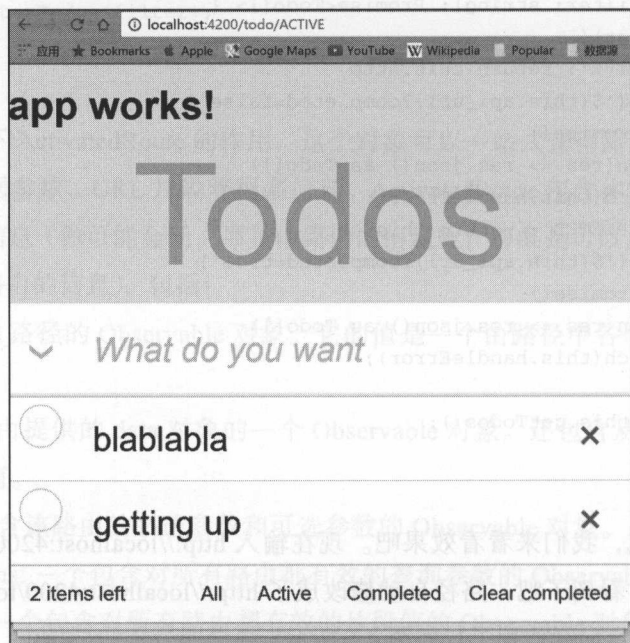 localhost:4200/todo/ACTIVE
应用 Bookmarks Apple Google Maps YouTube Wikipedia Popular 数据源
app works!
Todos
What do you want
blablabla ×
getting up ×
2 items left All Active Completed Clear completed